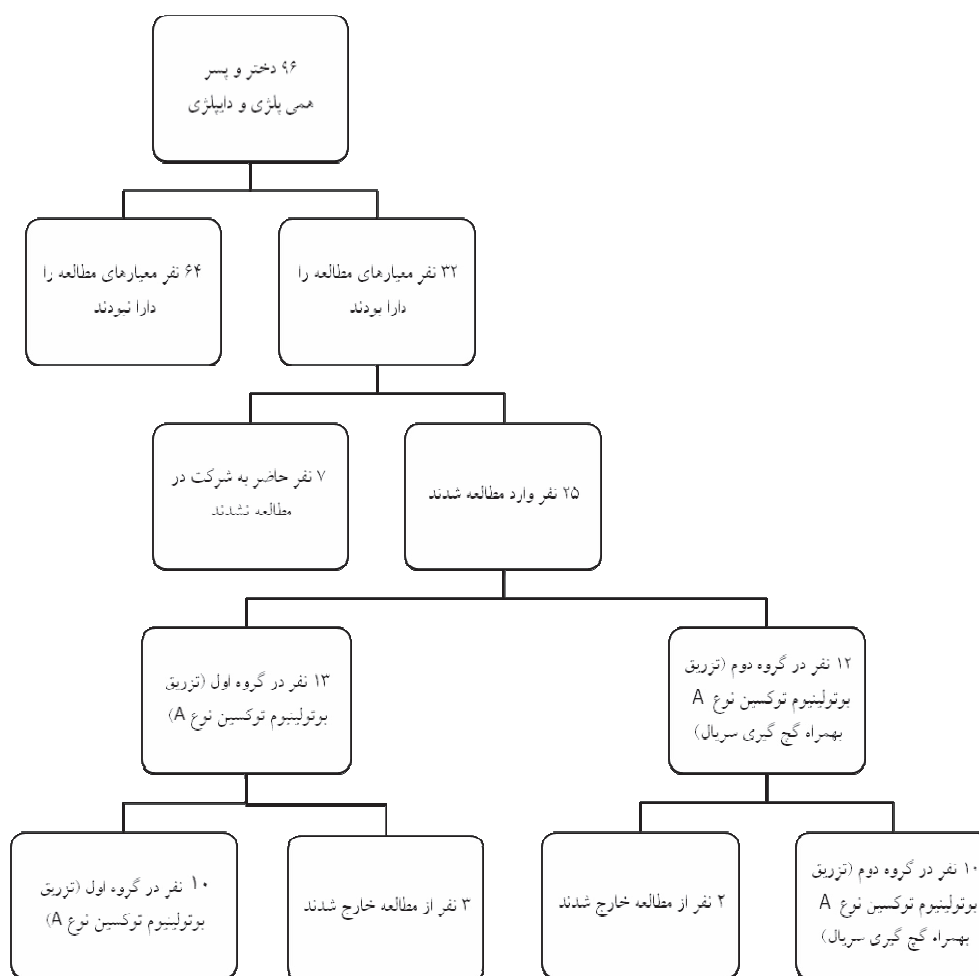 ۹۶ دختر و پسر
همی پلژی و دایپلژی
۳۲ نفر معیارهای مطالعه را
دارا بودند
۶۴ نفر معیارهای مطالعه را
دارا نبودند
۲۵ نفر وارد مطالعه شدند
۷ نفر حاضر به شرکت در
مطالعه نشدند
۱۲ نفر در گروه دوم (تزریق
بوتولینیوم توکسین نوع A
بهمراه گچ گیری سریال)
۱۳ نفر در گروه اول (تزریق
بوتولینیوم توکسین نوع A)
۱۰ نفر در گروه دوم (تزریق
بوتولینیوم توکسین نوع A
بهمراه گچ گیری سریال)
۲ نفر از مطالعه خارج شدند
۳ نفر از مطالعه خارج شدند
۱۰ نفر در گروه اول (تزریق
بوتولینیوم توکسین نوع A)